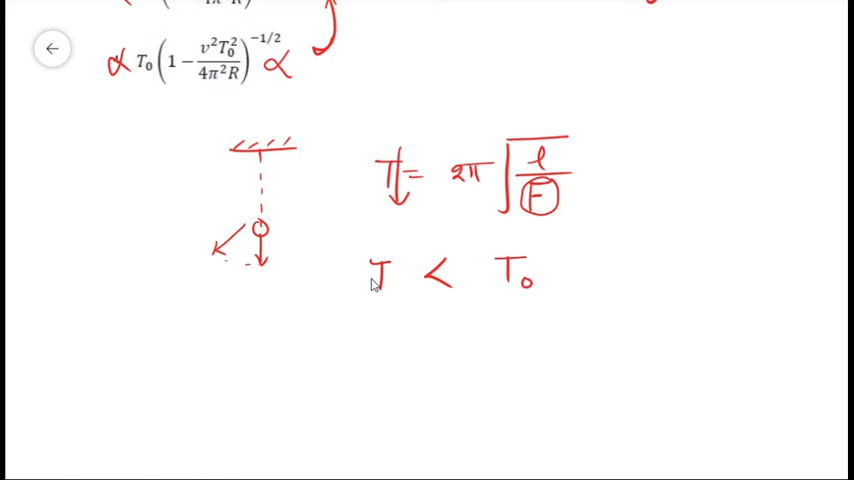 ∝ T₀(1 − v²T₀²/4π²R)^−1/2 ∝
T = 2π√(l/F)
T < T₀